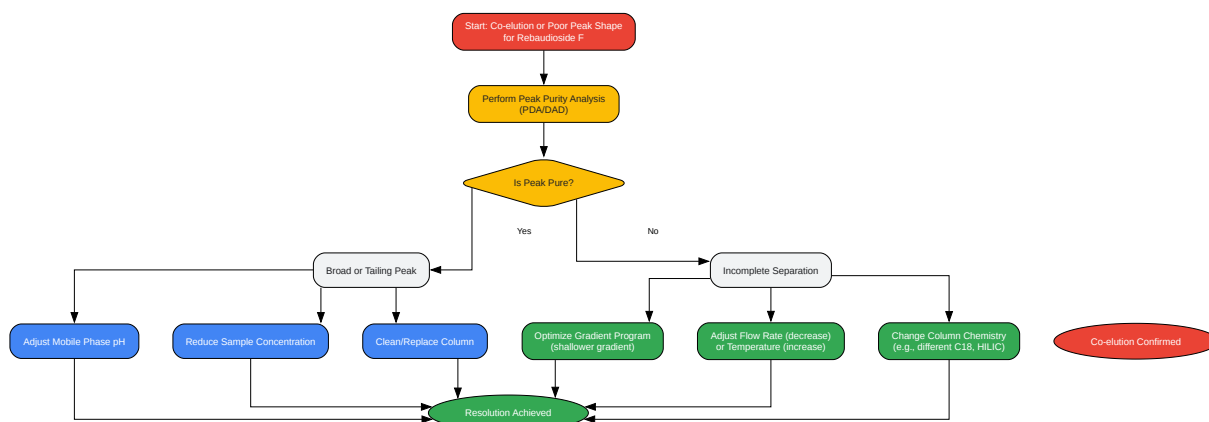 Start: Co-elution or Poor Peak Shape
for Rebaudioside F
Perform Peak Purity Analysis
(PDA/DAD)
Is Peak Pure?
Yes
No
Broad or Tailing Peak
Incomplete Separation
Adjust Mobile Phase pH
Reduce Sample Concentration
Clean/Replace Column
Optimize Gradient Program
(shallower gradient)
Adjust Flow Rate (decrease)
or Temperature (increase)
Change Column Chemistry
(e.g., different C18, HILIC)
Co-elution Confirmed
Resolution Achieved